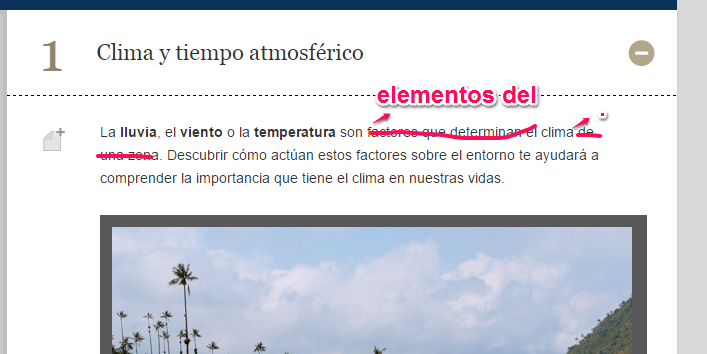 1 Clima y tiempo atmosférico
elementos del .
La lluvia, el viento o la temperatura son factores que determinan el clima de
una zona. Descubrir cómo actúan estos factores sobre el entorno te ayudará a
comprender la importancia que tiene el clima en nuestras vidas.